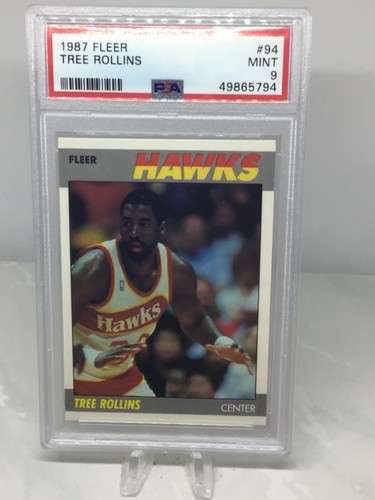 1987 FLEER #94
TREE ROLLINS MINT
9
PSA 49865794
FLEER HAWKS
Hawks
TREE ROLLINS CENTER